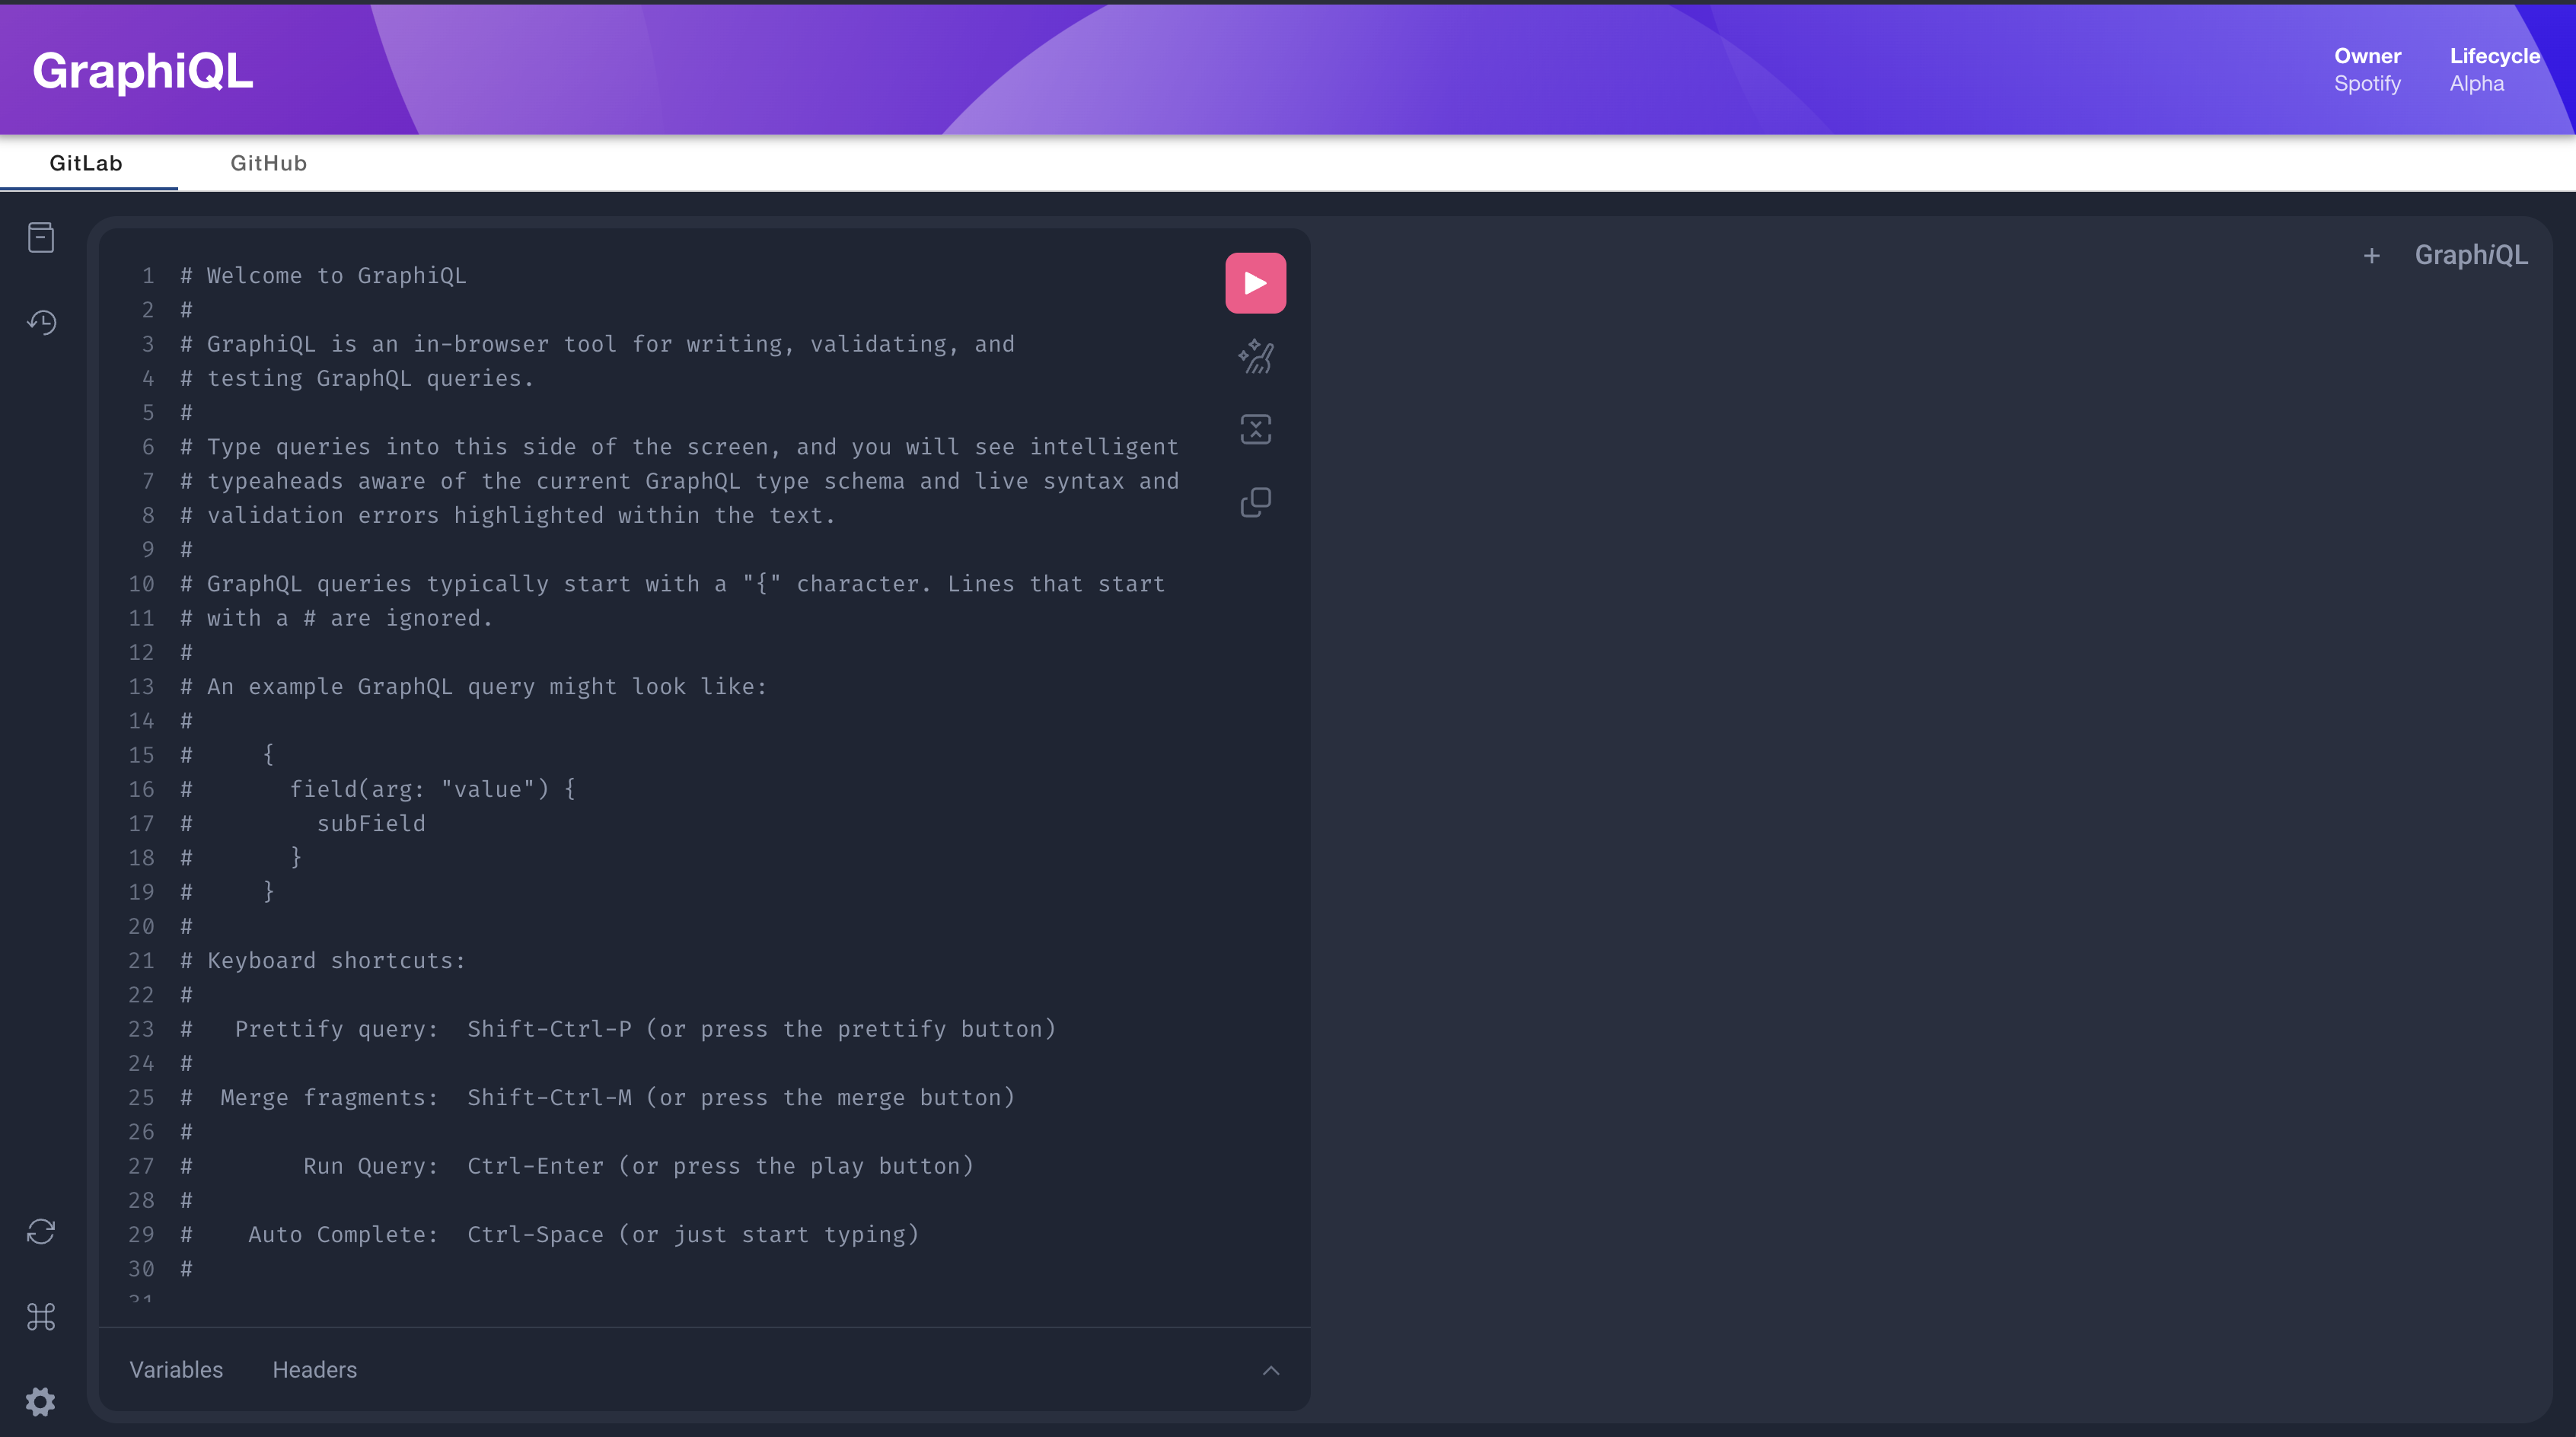 GraphiQL
Owner
Spotify
Lifecycle
Alpha
GitLab
GitHub
+ GraphiQL
1 # Welcome to GraphiQL
2 #
3 # GraphiQL is an in-browser tool for writing, validating, and
4 # testing GraphQL queries.
5 #
6 # Type queries into this side of the screen, and you will see intelligent
7 # typeaheads aware of the current GraphQL type schema and live syntax and
8 # validation errors highlighted within the text.
9 #
10 # GraphQL queries typically start with a "{" character. Lines that start
11 # with a # are ignored.
12 #
13 # An example GraphQL query might look like:
14 #
15 #     {
16 #       field(arg: "value") {
17 #         subField
18 #       }
19 #     }
20 #
21 # Keyboard shortcuts:
22 #
23 #   Prettify query:  Shift-Ctrl-P (or press the prettify button)
24 #
25 #  Merge fragments:  Shift-Ctrl-M (or press the merge button)
26 #
27 #        Run Query:  Ctrl-Enter (or press the play button)
28 #
29 #    Auto Complete:  Ctrl-Space (or just start typing)
30 #
31
Variables
Headers